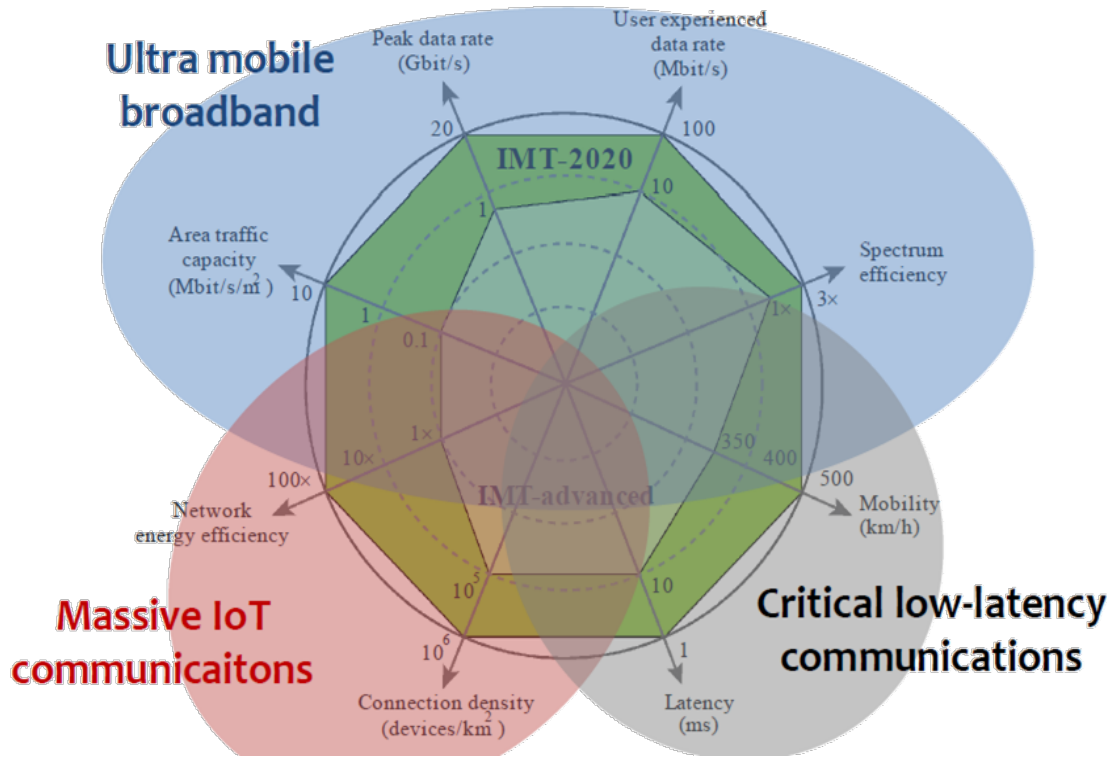 Ultra mobile
broadband
Peak data rate
(Gbit/s)
User experienced
data rate
(Mbit/s)
20
100
IMT-2020
1
10
Area traffic
capacity
(Mbit/s/m²)
Spectrum
efficiency
10
1
0.1
1×
3×
1×
10×
100×
350
400
500
Network
energy efficiency
Mobility
(km/h)
IMT-advanced
10⁵
10
10⁶
1
Massive IoT
communicaitons
Critical low-latency
communications
Connection density
(devices/km²)
Latency
(ms)